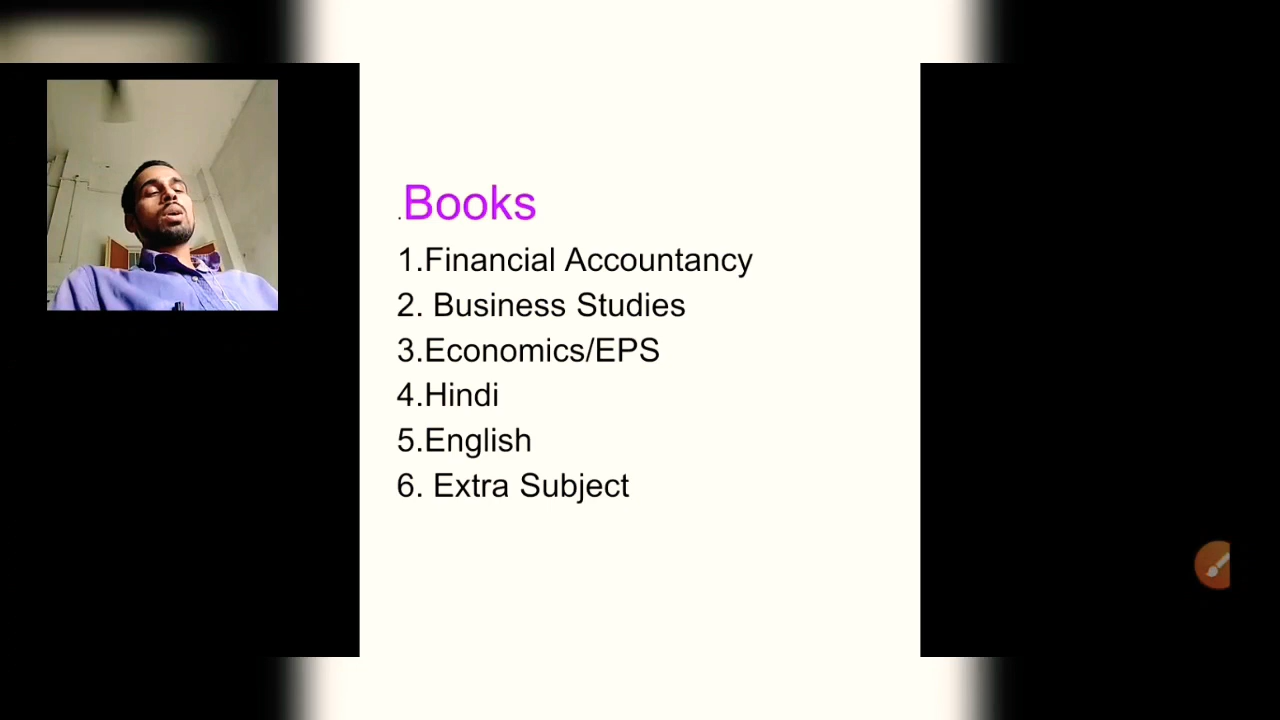 .Books
1.Financial Accountancy
2. Business Studies
3.Economics/EPS
4.Hindi
5.English
6. Extra Subject